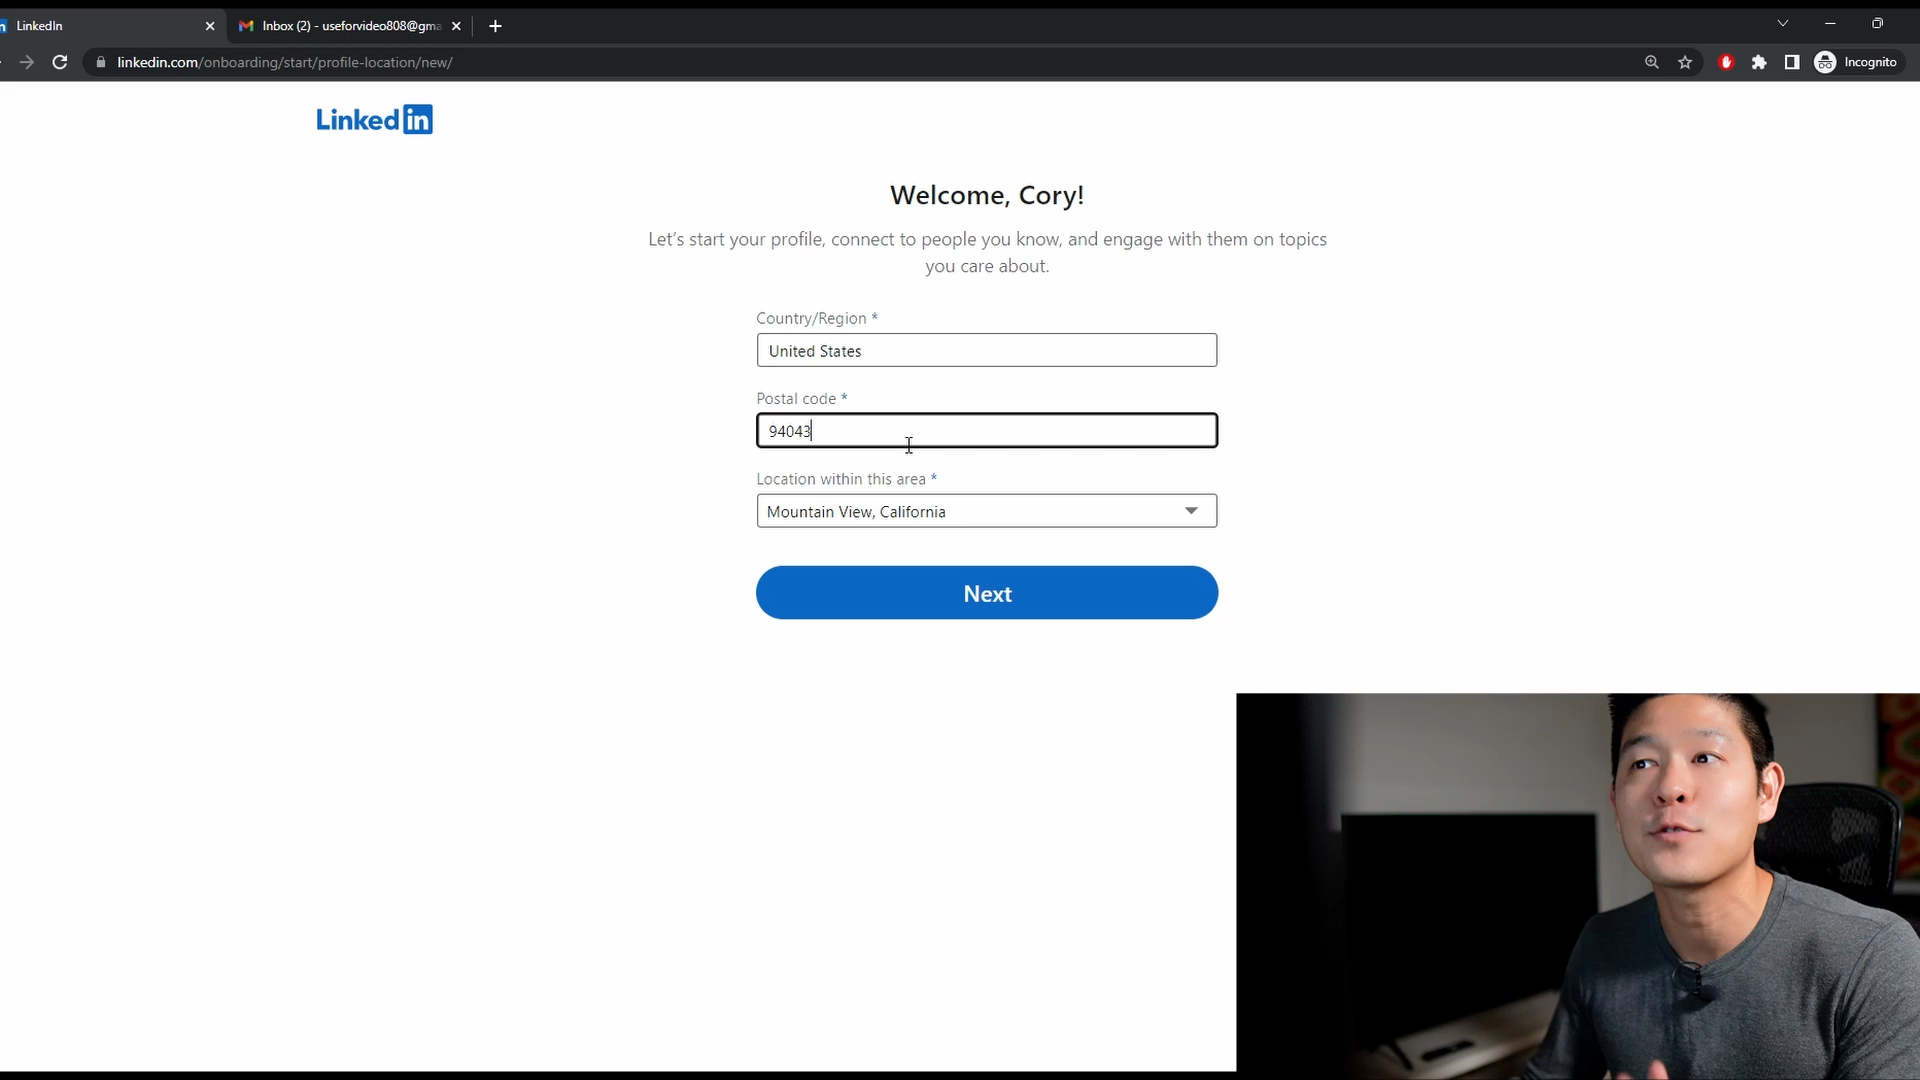 LinkedIn
Inbox (2) - useforvideo808@gma
linkedin.com/onboarding/start/profile-location/new/
Incognito
Linked in
Welcome, Cory!
Let's start your profile, connect to people you know, and engage with them on topics
you care about.
Country/Region *
United States
Postal code *
94043
Location within this area *
Mountain View, California
Next